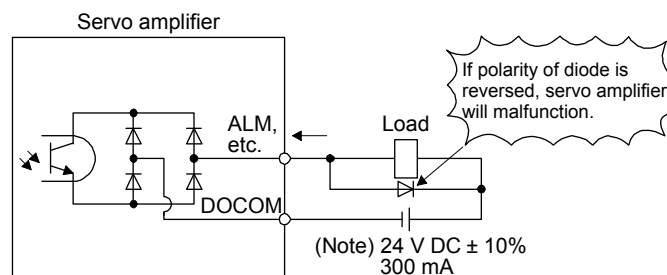 Servo amplifier
If polarity of diode is
reversed, servo amplifier
will malfunction.
ALM,
etc.
Load
DOCOM
(Note) 24 V DC ± 10%
300 mA